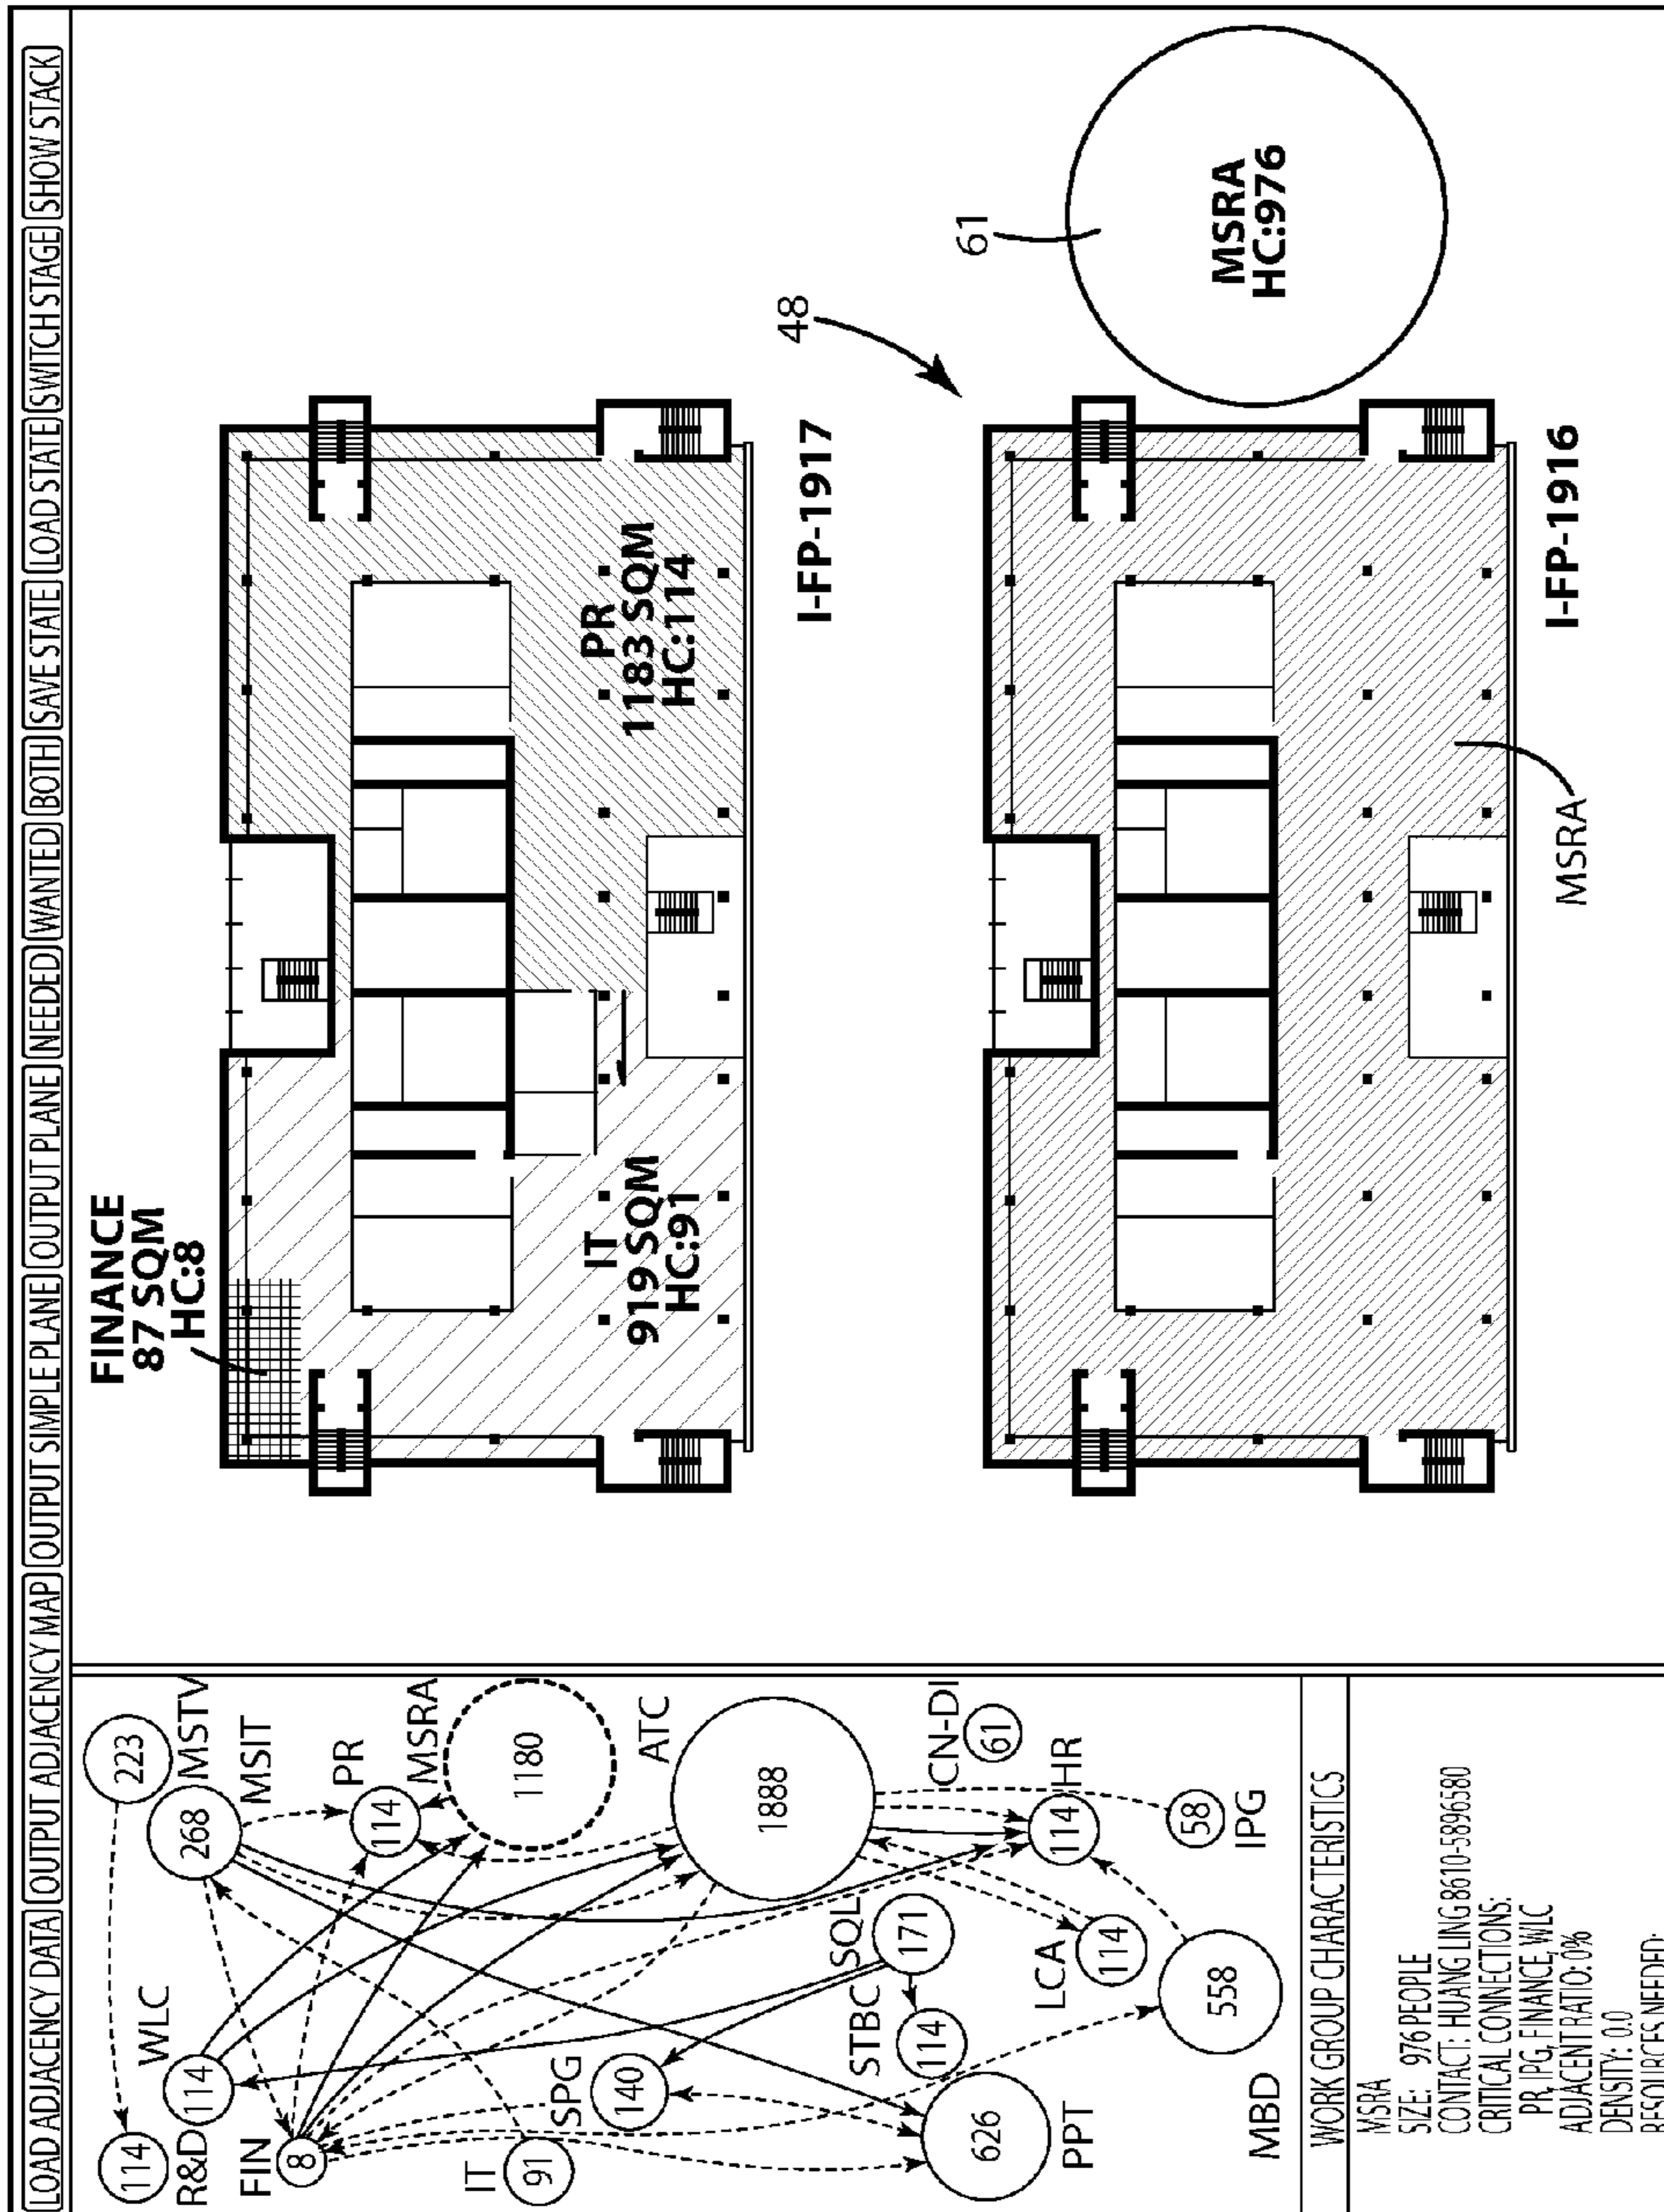 LOAD ADJACENCY DATA
OUTPUT ADJACENCY MAP
OUTPUT SIMPLE PLANE
OUTPUT PLANE
NEEDED
WANTED
BOTH
SAVE STATE
LOAD STATE
SWITCH STAGE
SHOW STACK
114
R&D
WLC
114
223
MSTV
268
MSIT
FIN
8
PR
114
MSRA
1180
IT
91
SPG
140
ATC
1888
STBC
114
SQL
171
CN-DI
61
HR
114
626
PPT
LCA
114
58
IPG
558
MBD
WORK GROUP CHARACTERISTICS
MSRA
SIZE: 976 PEOPLE
CONTACT: HUANG LING 8610-5896580
CRITICAL CONNECTIONS:
PR, IPG, FINANCE, WLC
ADJACENT RATIO: 0%
DENSITY: 0.0
RESOURCES NEEDED:
FINANCE
87 SQM
HC:8
IT
919 SQM
HC:91
PR
1183 SQM
HC:114
I-FP-1917
48
61
MSRA
HC:976
I-FP-1916
MSRA